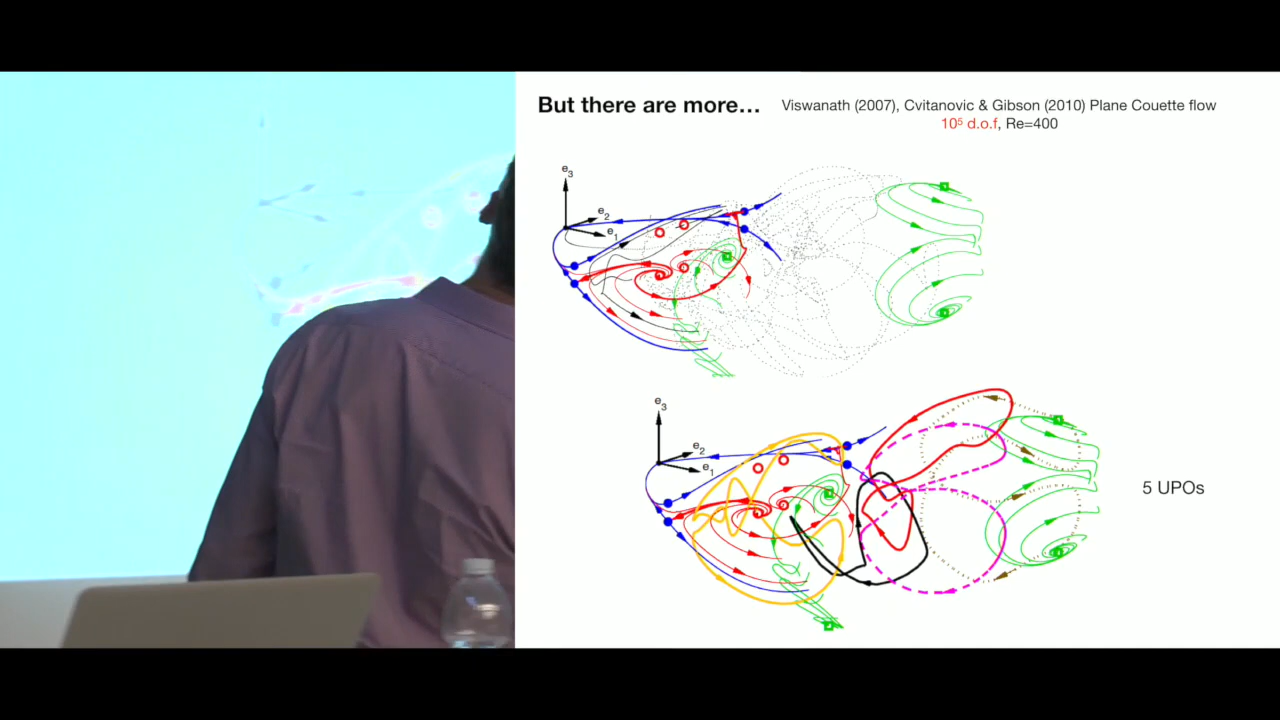 But there are more…
Viswanath (2007), Cvitanovic & Gibson (2010) Plane Couette flow
10⁵ d.o.f, Re=400
e₃
e₂
e₁
e₃
e₂
e₁
5 UPOs